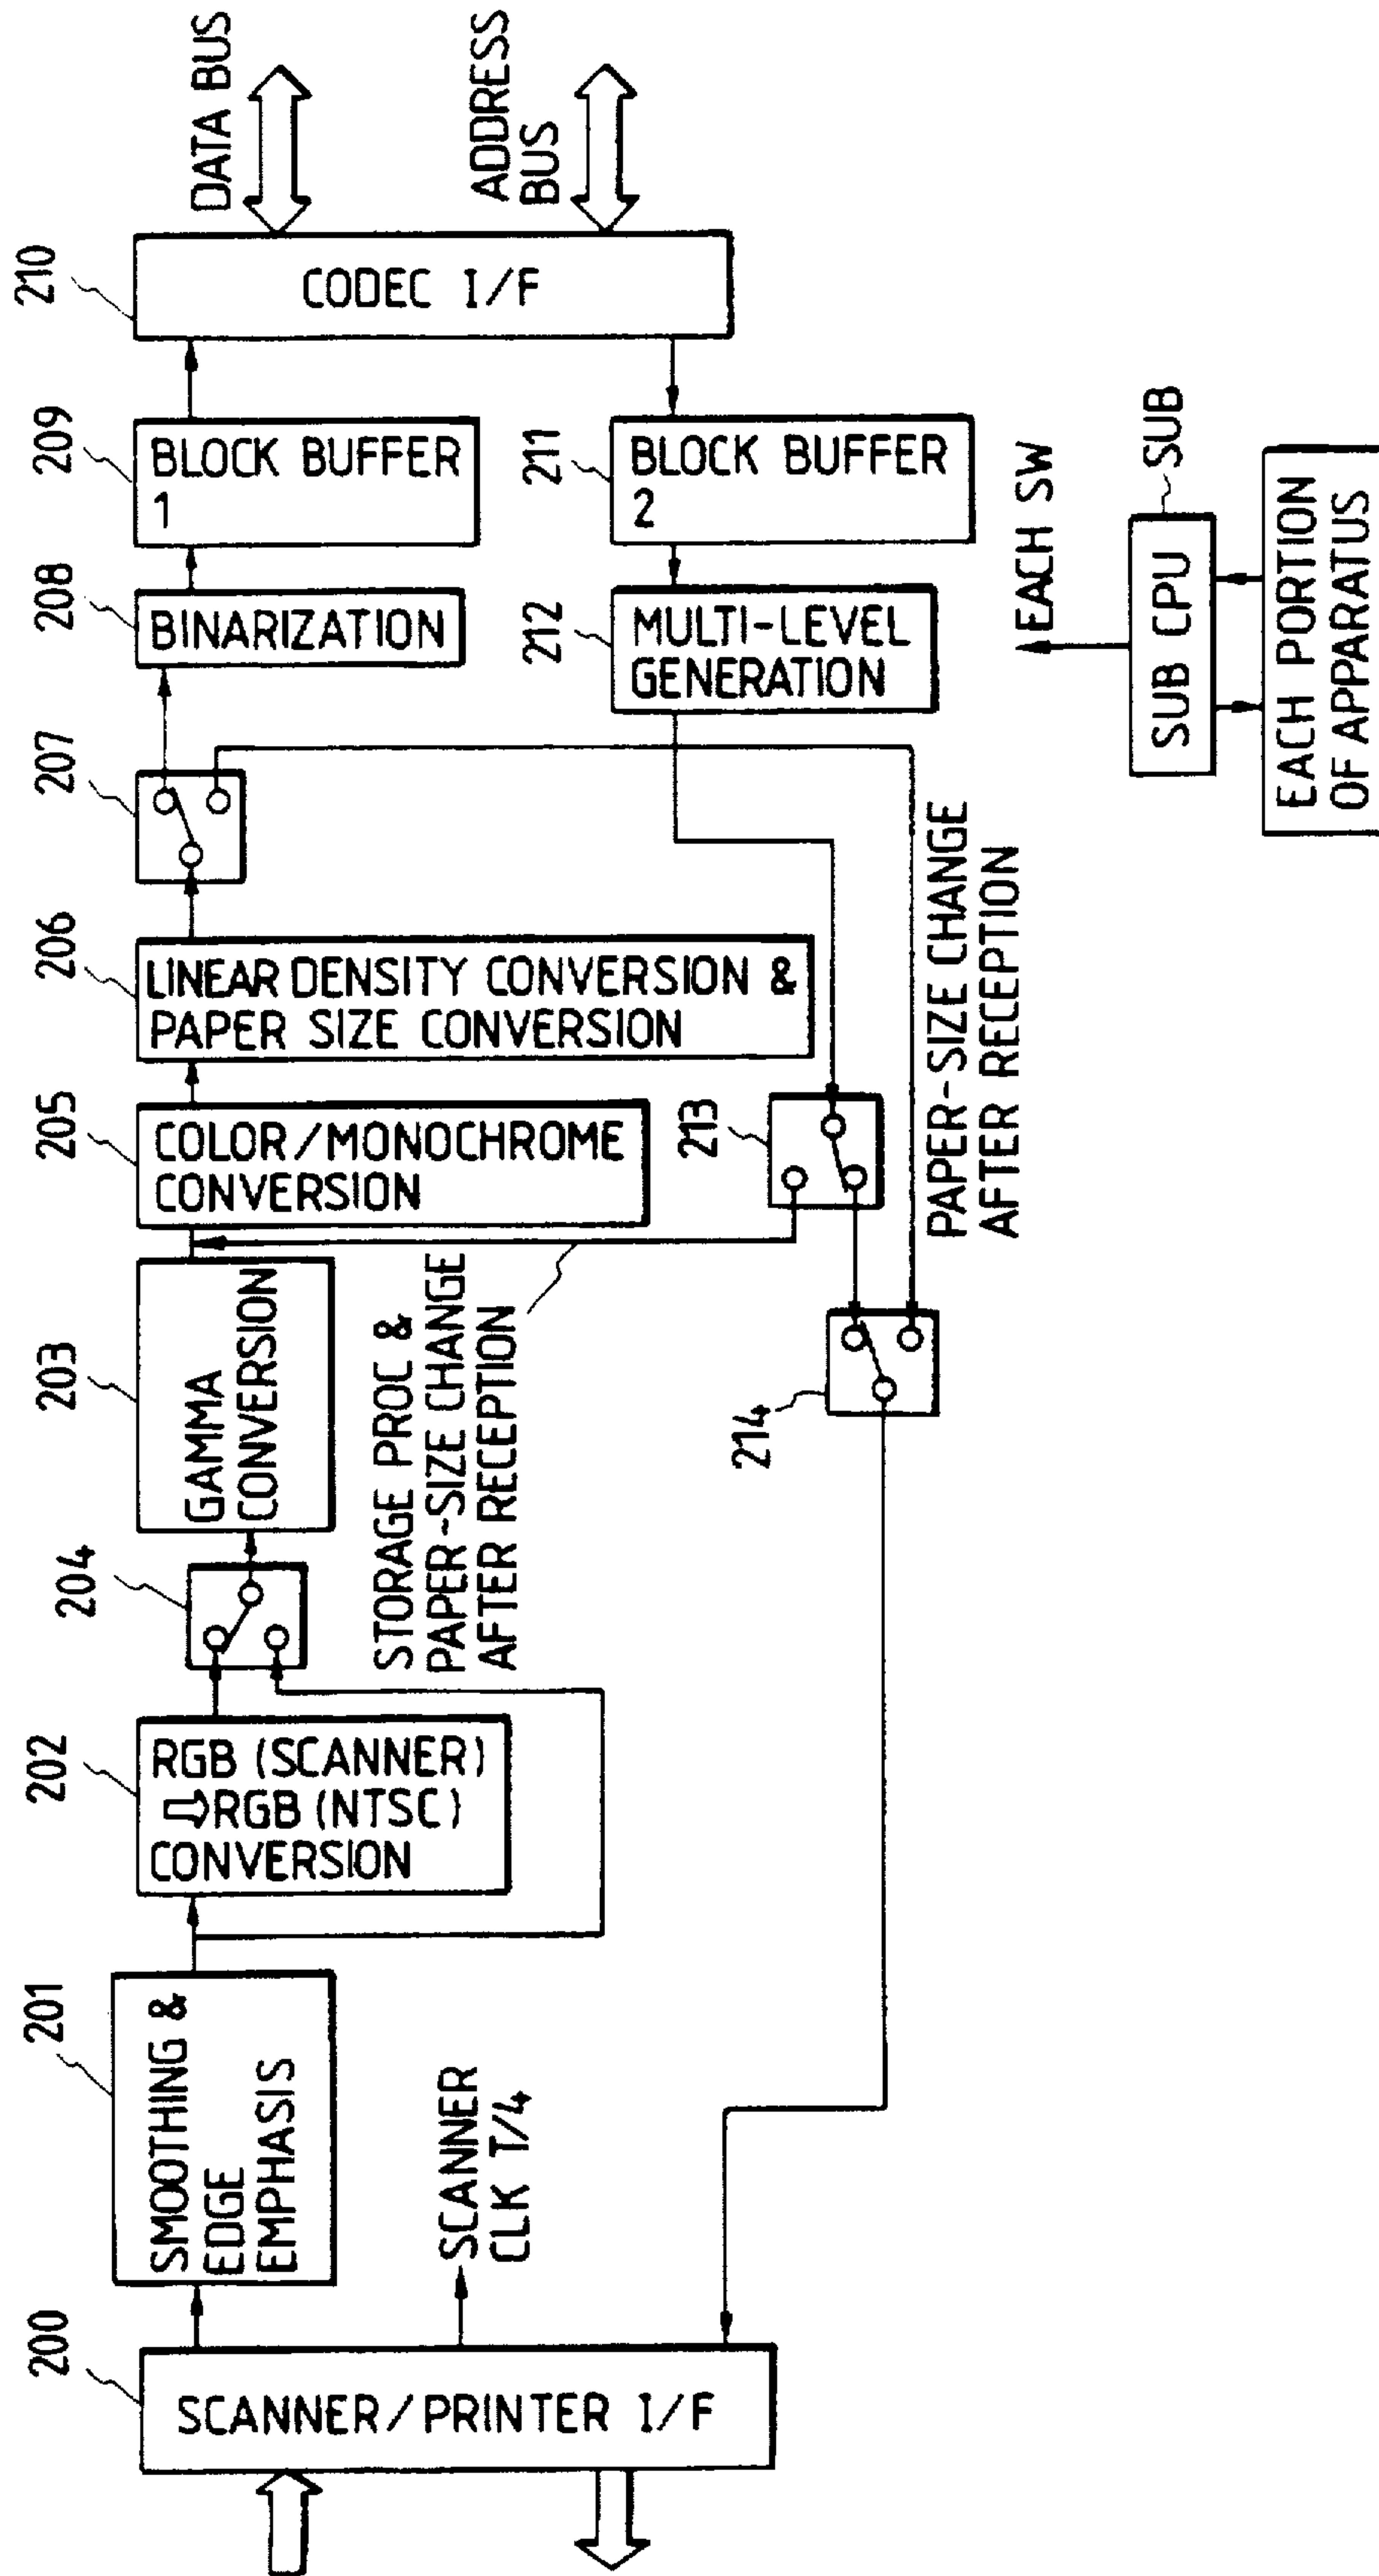 200
SCANNER/PRINTER I/F
201
SMOOTHING &
EDGE
EMPHASIS
SCANNER
CLK T/4
202
RGB (SCANNER)
⇨RGB (NTSC)
CONVERSION
204
203
GAMMA
CONVERSION
STORAGE PROC &
PAPER-SIZE CHANGE
AFTER RECEPTION
205
COLOR/MONOCHROME
CONVERSION
206
LINEAR DENSITY CONVERSION &
PAPER SIZE CONVERSION
207
208
BINARIZATION
209
BLOCK BUFFER
1
210
CODEC I/F
DATA BUS
ADDRESS
BUS
211
BLOCK BUFFER
2
212
MULTI-LEVEL
GENERATION
213
214
PAPER-SIZE CHANGE
AFTER RECEPTION
EACH SW
SUB CPU
SUB
EACH PORTION
OF APPARATUS